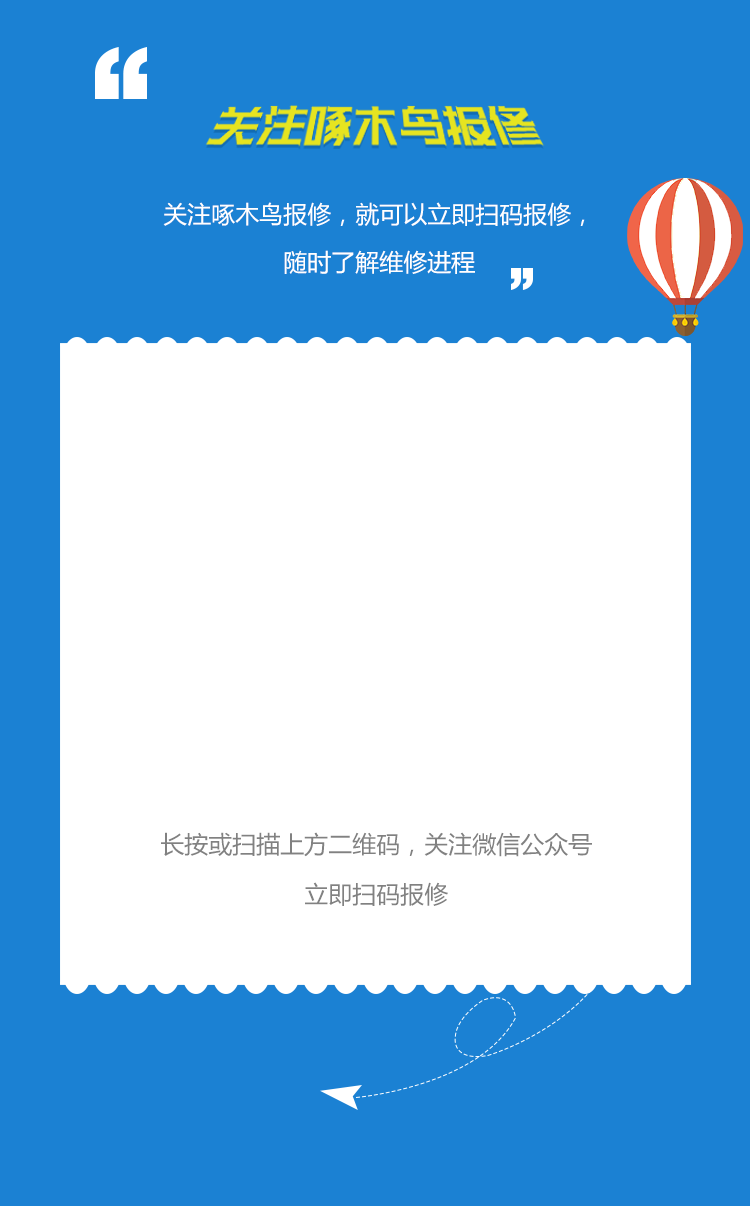 关注啄木鸟报修
关注啄木鸟报修，就可以立即扫码报修，
随时了解维修进程
长按或扫描上方二维码，关注微信公众号
立即扫码报修